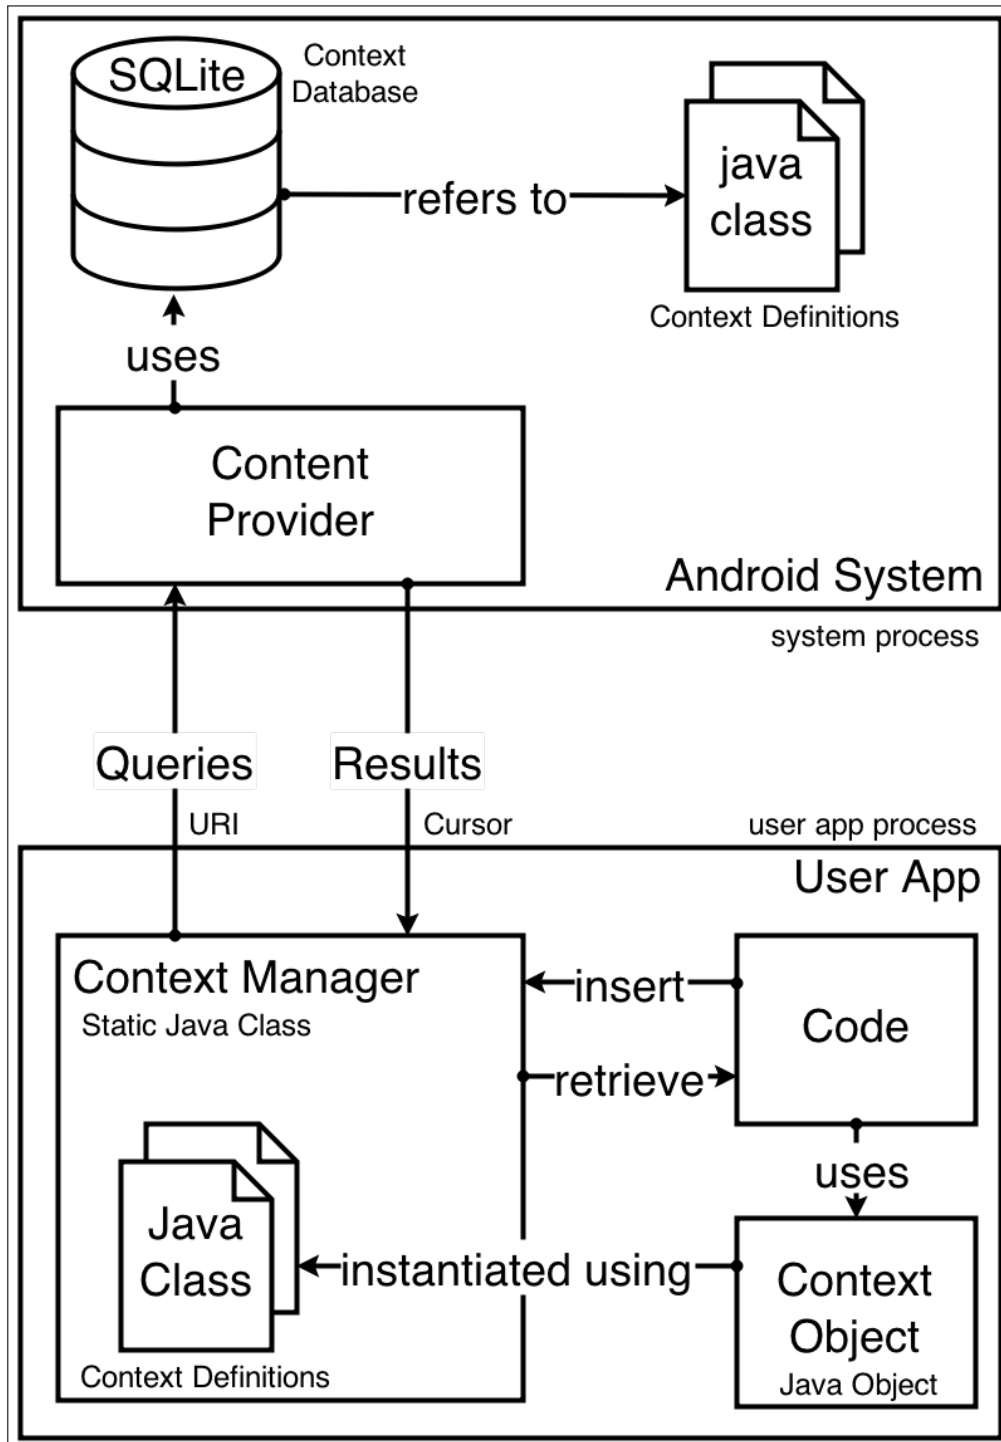 SQLite
Context
Database
refers to
java
class
Context Definitions
uses
Content
Provider
Android System
system process
Queries
Results
URI
Cursor
user app process
User App
Context Manager
Static Java Class
insert
Code
retrieve
uses
Java
Class
instantiated using
Context
Object
Java Object
Context Definitions